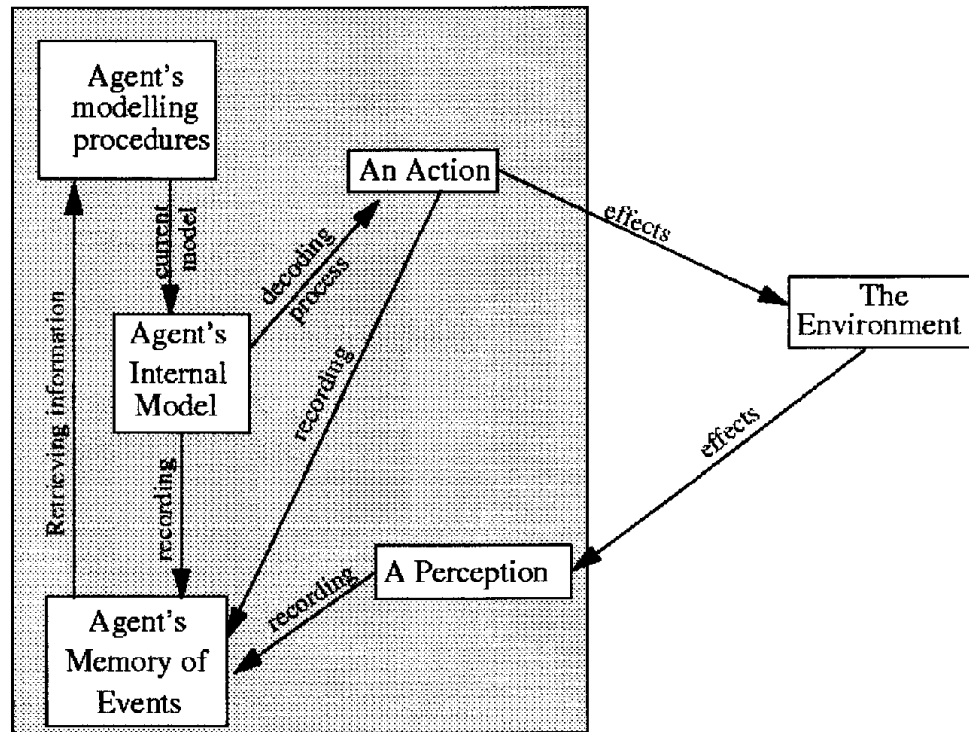 Agent's
modelling
procedures
An Action
effects
current
model
decoding
process
The
Environment
Agent's
Internal
Model
Retrieving information
recording
recording
effects
A Perception
recording
Agent's
Memory of
Events